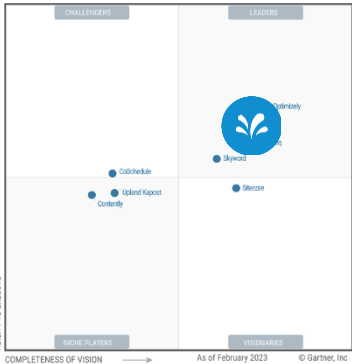 CHALLENGERS
LEADERS
Optimizely
Skyword
CoSchedule
Sitecore
Upland Kapost
Contently
NICHE PLAYERS
VISIONARIES
COMPLETENESS OF VISION
As of February 2023
© Gartner, Inc